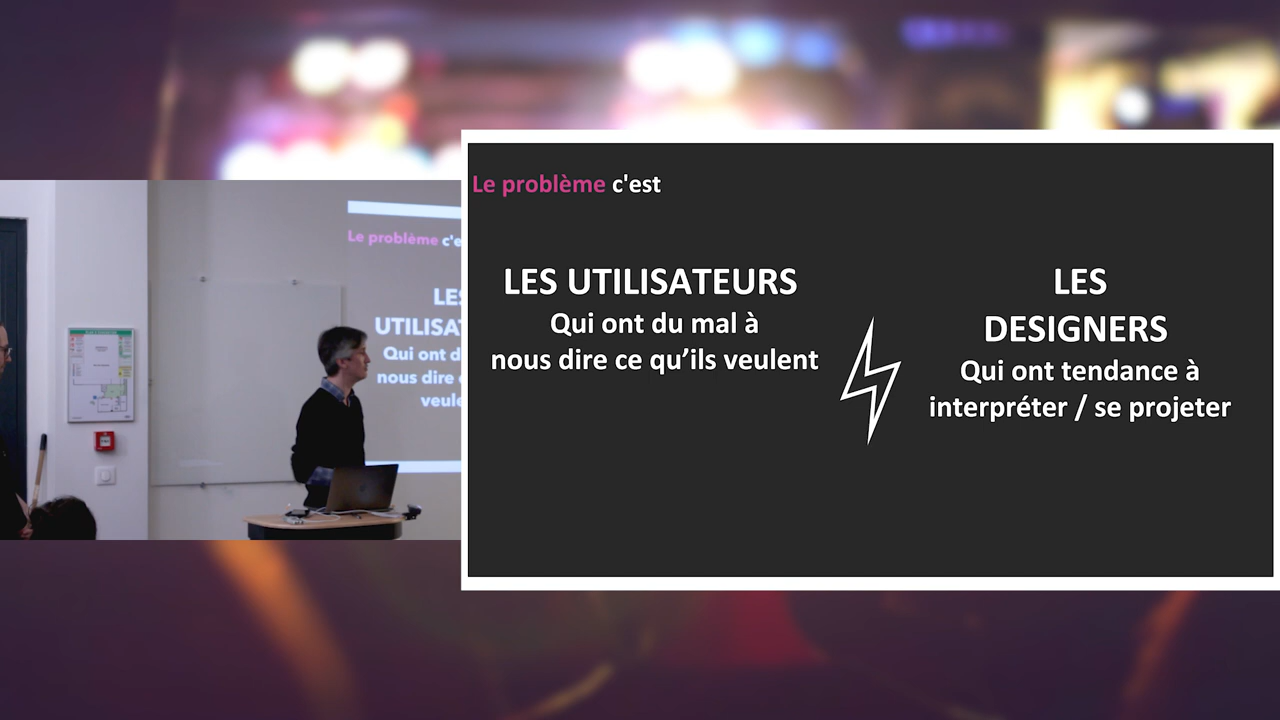 Le problème c'est
LES UTILISATEURS
Qui ont du mal à
nous dire ce qu’ils veulent
LES
DESIGNERS
Qui ont tendance à
interpréter / se projeter
Le problème c'e
LES
UTILISAT
Qui ont d
nous dire
veule